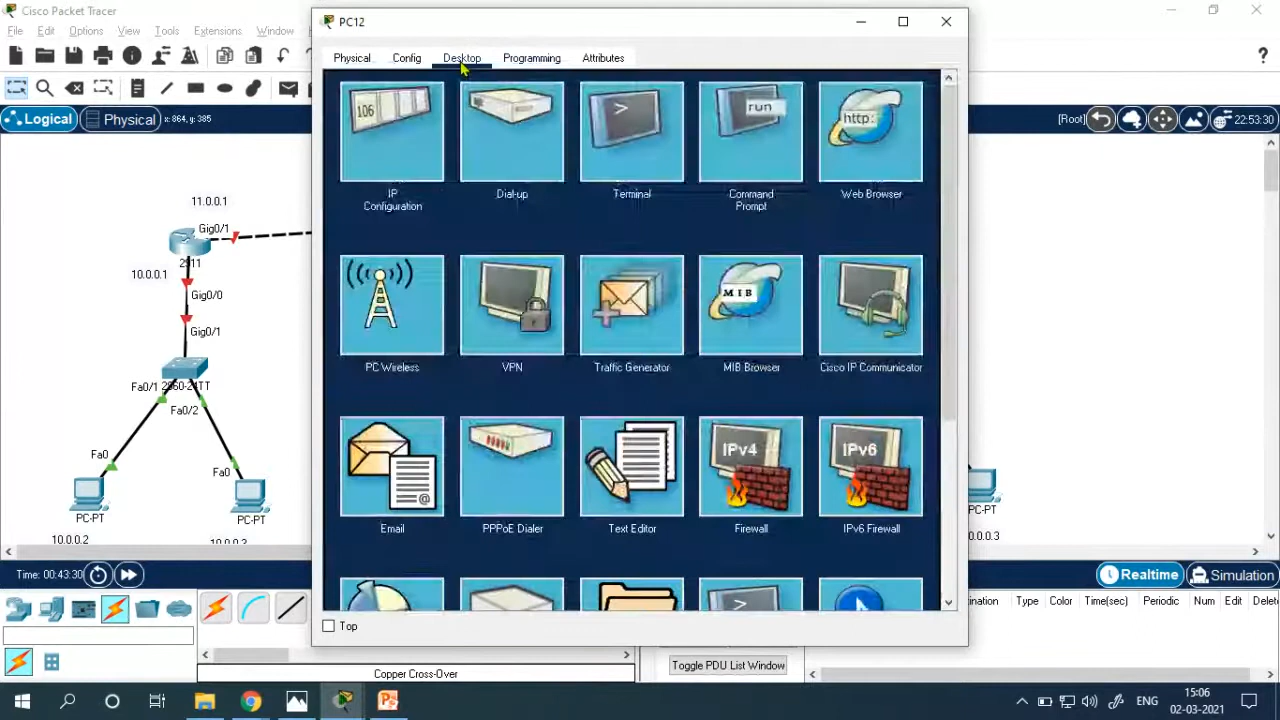 Cisco Packet Tracer
File Edit Options View Tools Extensions Window
Logical Physical x: 864, y: 385
[Root] 22:53:30
PC12
Physical Config Desktop Programming Attributes
106
>
run
http:
IP Configuration
Dial-up
Terminal
Command Prompt
Web Browser
MIB
PC Wireless
VPN
Traffic Generator
MIB Browser
Cisco IP Communicator
@
IPv4
IPv6
Email
PPPoE Dialer
Text Editor
Firewall
IPv6 Firewall
>
Top
11.0.0.1
Gig0/1
2911
10.0.0.1
Gig0/0
Gig0/1
Fa0/1 2960-24TT
Fa0/2
Fa0
Fa0
PC-PT
PC-PT
10.0.0.2
PC-PT
Time: 00:43:30
Realtime Simulation
Type Color Time(sec) Periodic Num Edit
Copper Cross-Over
Toggle PDU List Window
ENG
15:06
02-03-2021